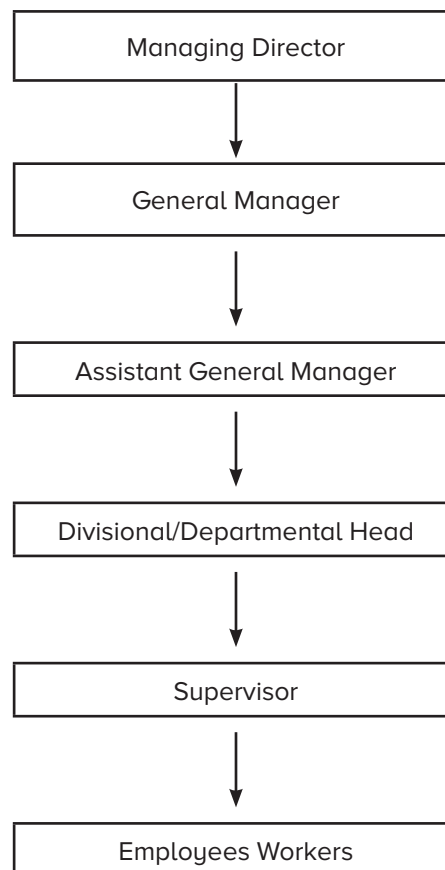 Managing Director
General Manager
Assistant General Manager
Divisional/Departmental Head
Supervisor
Employees Workers